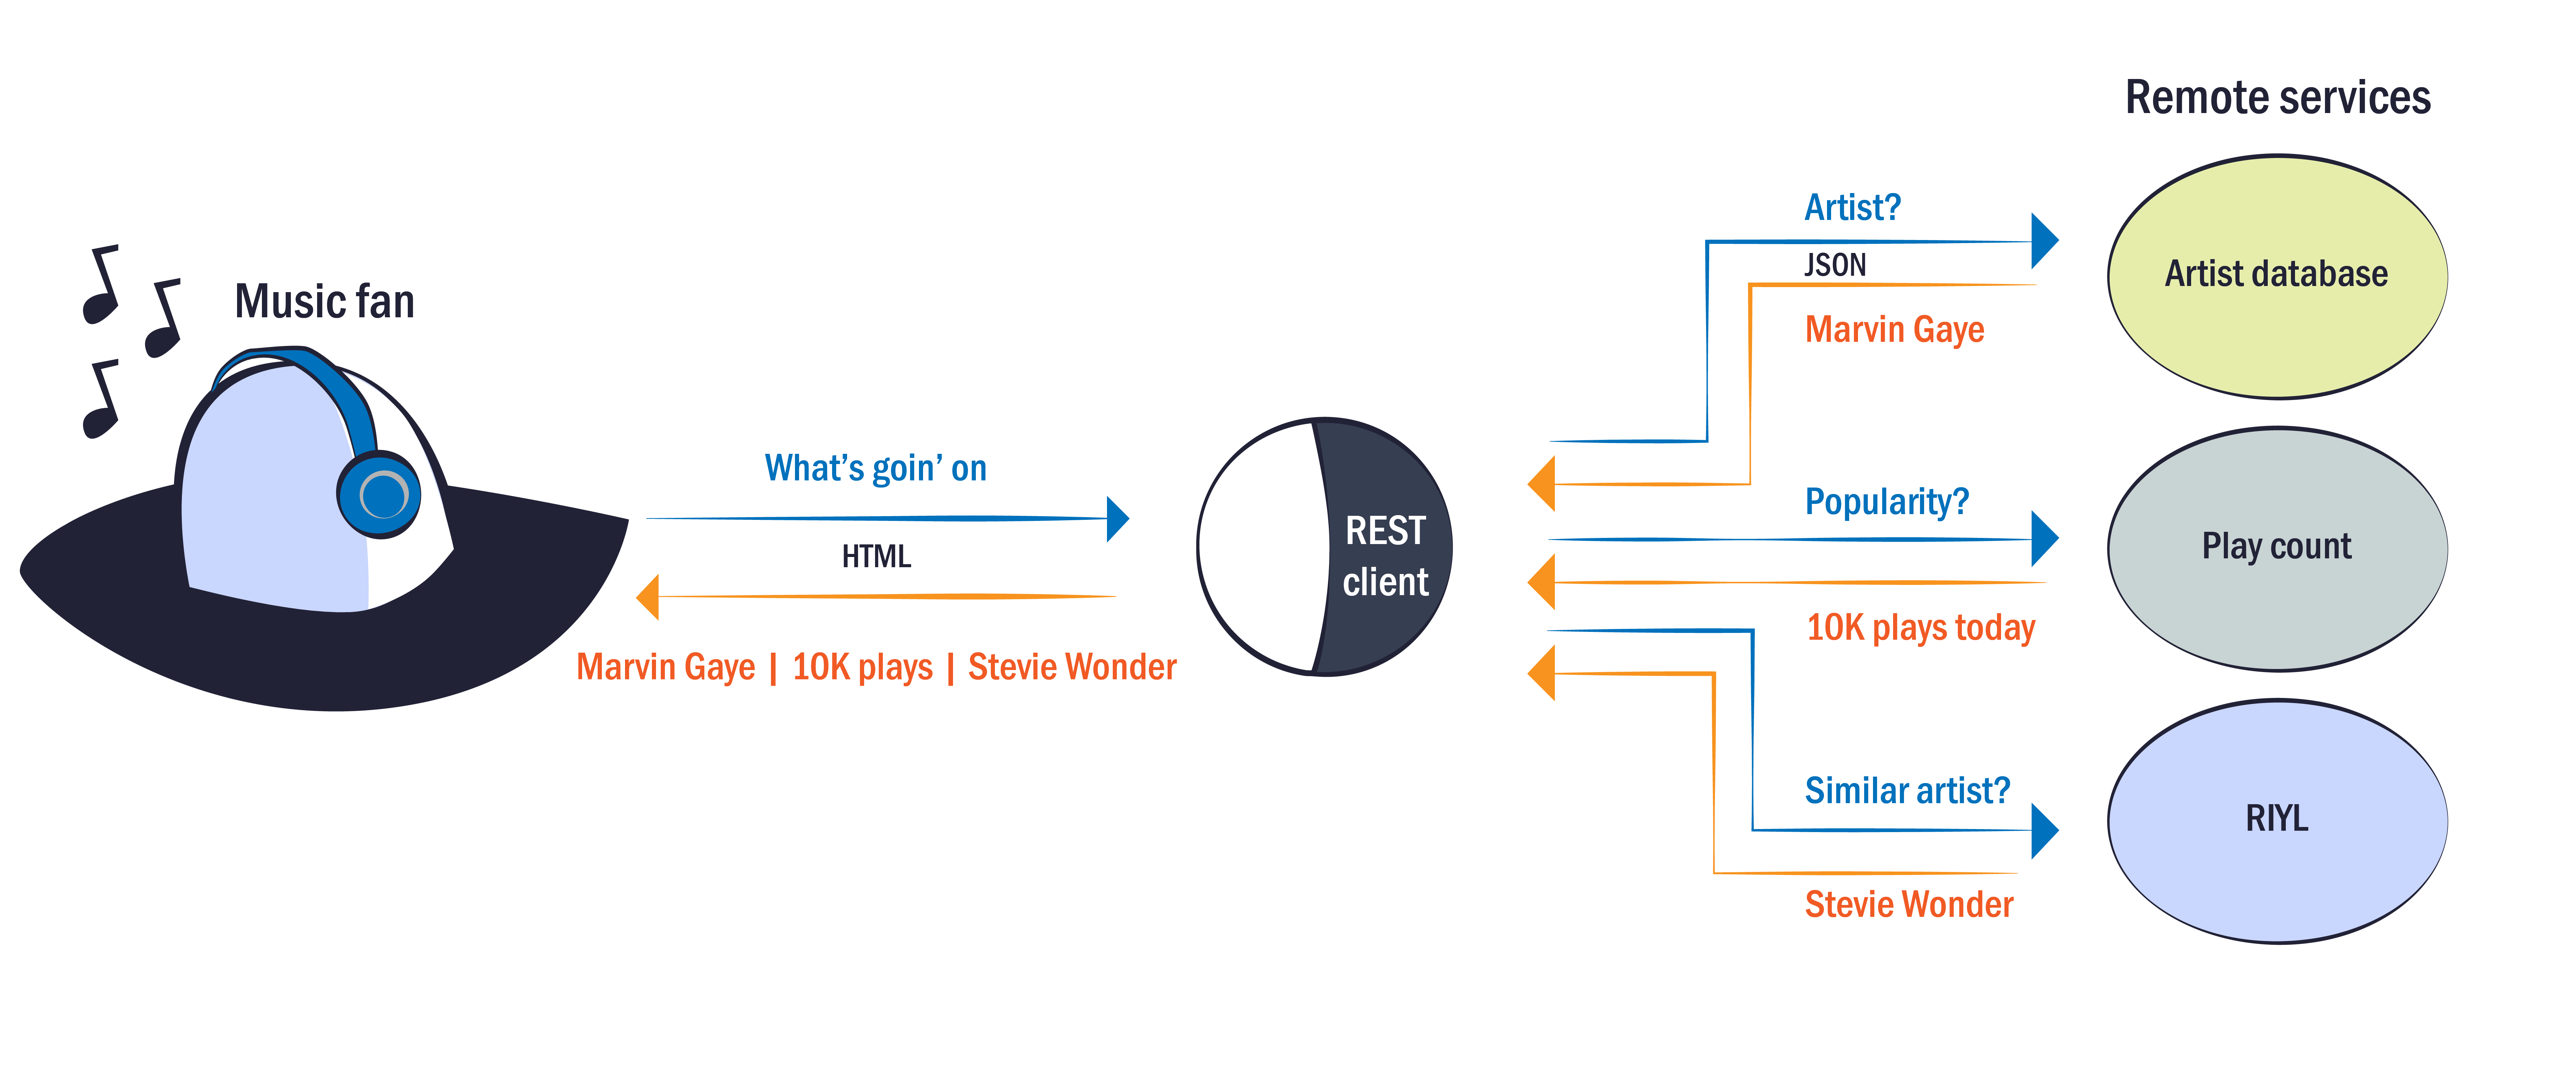 Remote services
Music fan
What’s goin’ on
HTML
Marvin Gaye | 10K plays | Stevie Wonder
REST
client
Artist?
JSON
Marvin Gaye
Popularity?
10K plays today
Similar artist?
Stevie Wonder
Artist database
Play count
RIYL